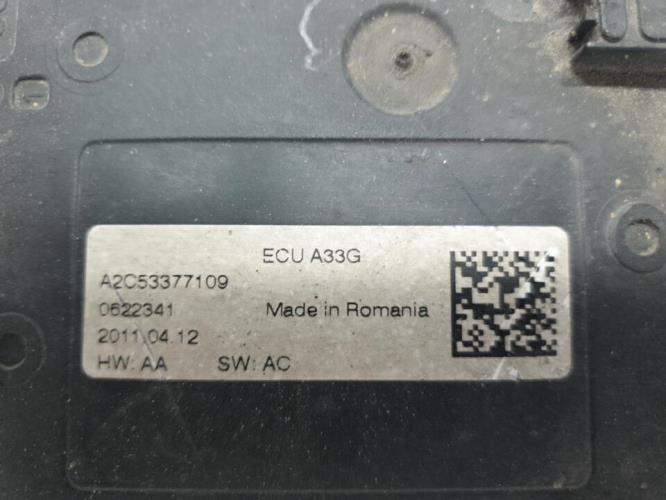 ECU A33G
A2C53377109
0622341 Made in Romania
2011.04.12
HW: AA SW: AC